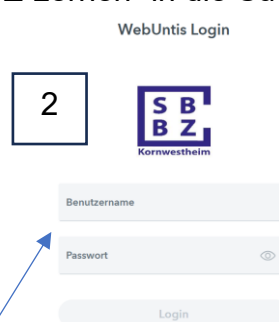 WebUntis Login
2
S B
B Z
Kornwestheim
Benutzername
Passwort
Login